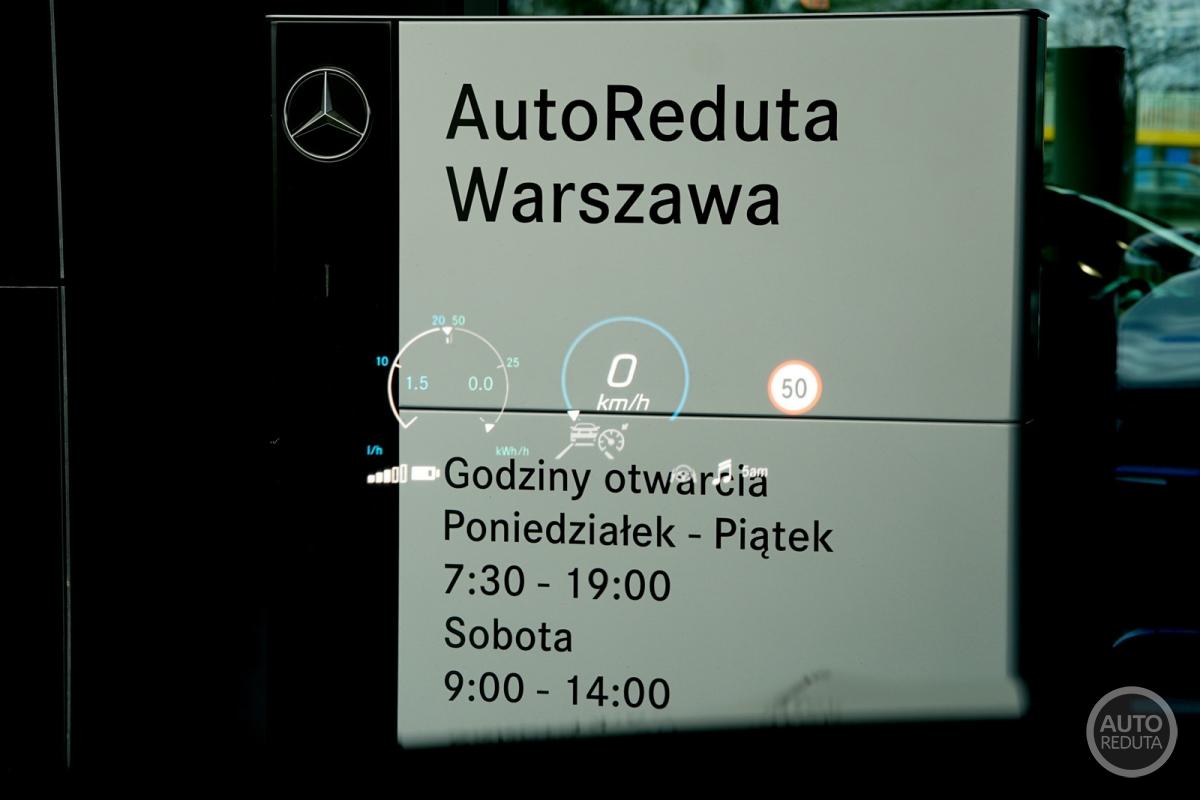 AutoReduta
Warszawa
20 50
10
25
1.5 0.0
0
km/h
50
l/h
kWh/h
5am
Godziny otwarcia
Poniedziałek - Piątek
7:30 - 19:00
Sobota
9:00 - 14:00
AUTO
REDUTA